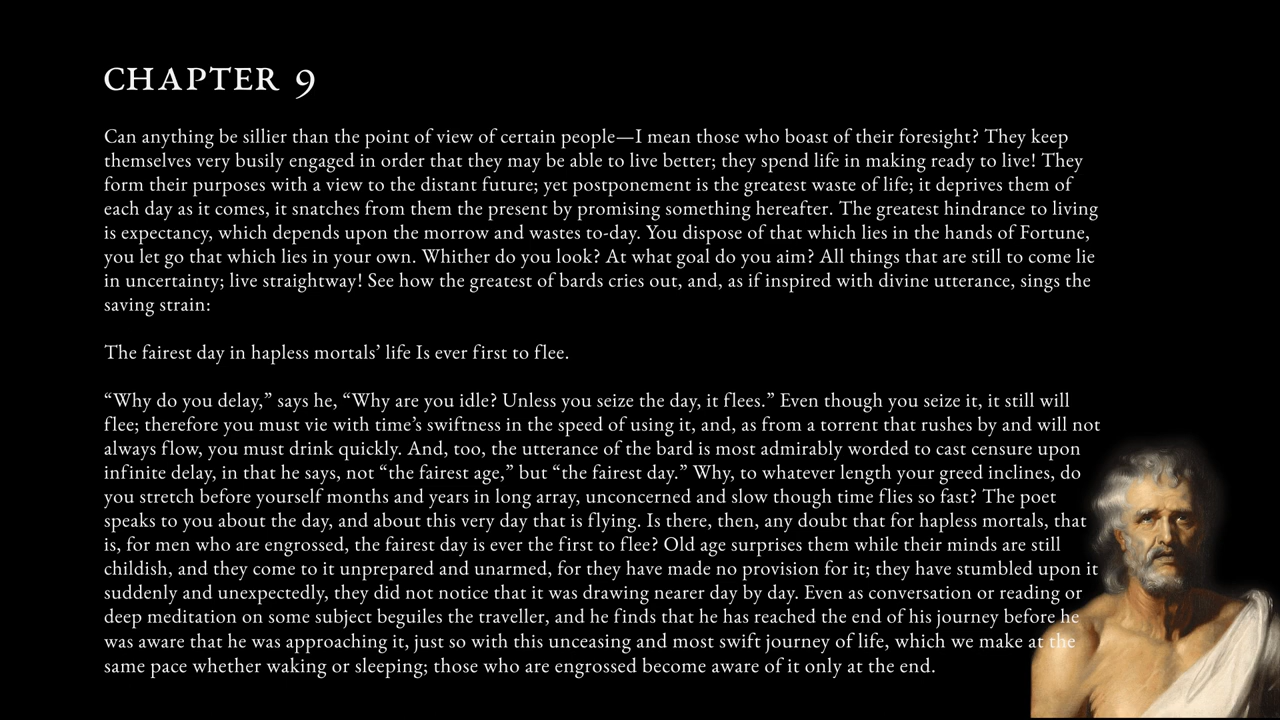 CHAPTER 9
Can anything be sillier than the point of view of certain people—I mean those who boast of their foresight? They keep
themselves very busily engaged in order that they may be able to live better; they spend life in making ready to live! They
form their purposes with a view to the distant future; yet postponement is the greatest waste of life; it deprives them of
each day as it comes, it snatches from them the present by promising something hereafter. The greatest hindrance to living
is expectancy, which depends upon the morrow and wastes to-day. You dispose of that which lies in the hands of Fortune,
you let go that which lies in your own. Whither do you look? At what goal do you aim? All things that are still to come lie
in uncertainty; live straightway! See how the greatest of bards cries out, and, as if inspired with divine utterance, sings the
saving strain:
The fairest day in hapless mortals’ life Is ever first to flee.
“Why do you delay,” says he, “Why are you idle? Unless you seize the day, it flees.” Even though you seize it, it still will
flee; therefore you must vie with time’s swiftness in the speed of using it, and, as from a torrent that rushes by and will not
always flow, you must drink quickly. And, too, the utterance of the bard is most admirably worded to cast censure upon
infinite delay, in that he says, not “the fairest age,” but “the fairest day.” Why, to whatever length your greed inclines, do
you stretch before yourself months and years in long array, unconcerned and slow though time flies so fast? The poet
speaks to you about the day, and about this very day that is flying. Is there, then, any doubt that for hapless mortals, that
is, for men who are engrossed, the fairest day is ever the first to flee? Old age surprises them while their minds are still
childish, and they come to it unprepared and unarmed, for they have made no provision for it; they have stumbled upon it
suddenly and unexpectedly, they did not notice that it was drawing nearer day by day. Even as conversation or reading or
deep meditation on some subject beguiles the traveller, and he finds that he has reached the end of his journey before he
was aware that he was approaching it, just so with this unceasing and most swift journey of life, which we make at the
same pace whether waking or sleeping; those who are engrossed become aware of it only at the end.